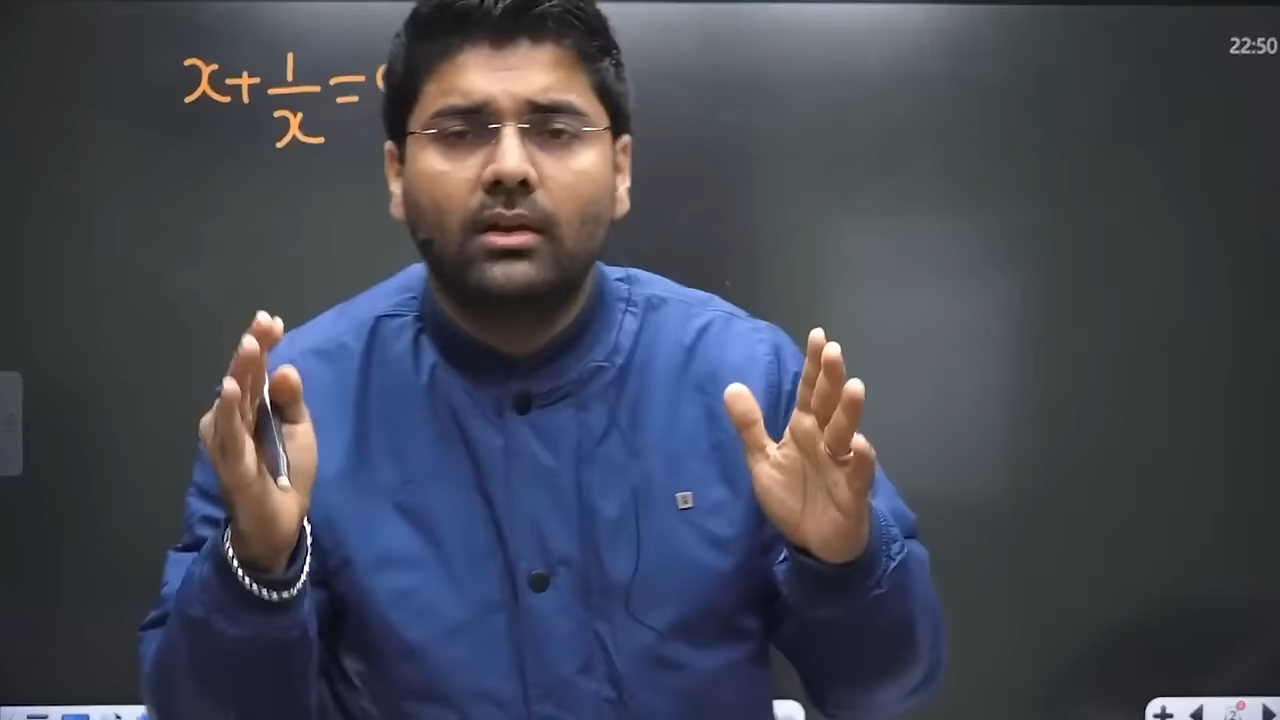 x + 1/x =
22:50